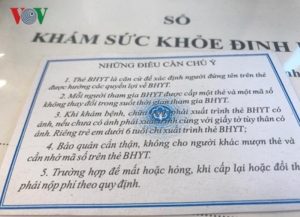 VOV
SỔ
KHÁM SỨC KHỎE ĐỊNH
NHỮNG ĐIỀU CẦN CHÚ Ý
1. Thẻ BHYT là căn cứ để xác định người đứng tên trên thẻ
được hưởng các quyền lợi về BHYT.
2. Mỗi người tham gia BHYT được cấp một thẻ và một mã số
không thay đổi trong suốt thời gian tham gia BHYT.
3. Khi khám bệnh, chữa phải xuất trình thẻ BHYT có
ảnh, nếu chưa có ảnh phải xuất trình cùng với giấy tờ tùy thân có
ảnh. Riêng trẻ em dưới 6 tuổi chỉ xuất trình thẻ BHYT;
4. Bảo quản cẩn thận, không cho người khác mượn thẻ và
cần nhớ mã số trên thẻ BHYT.
5. Trường hợp để mất hoặc hỏng, khi cấp lại hoặc đổi
phải nộp phí theo quy định.